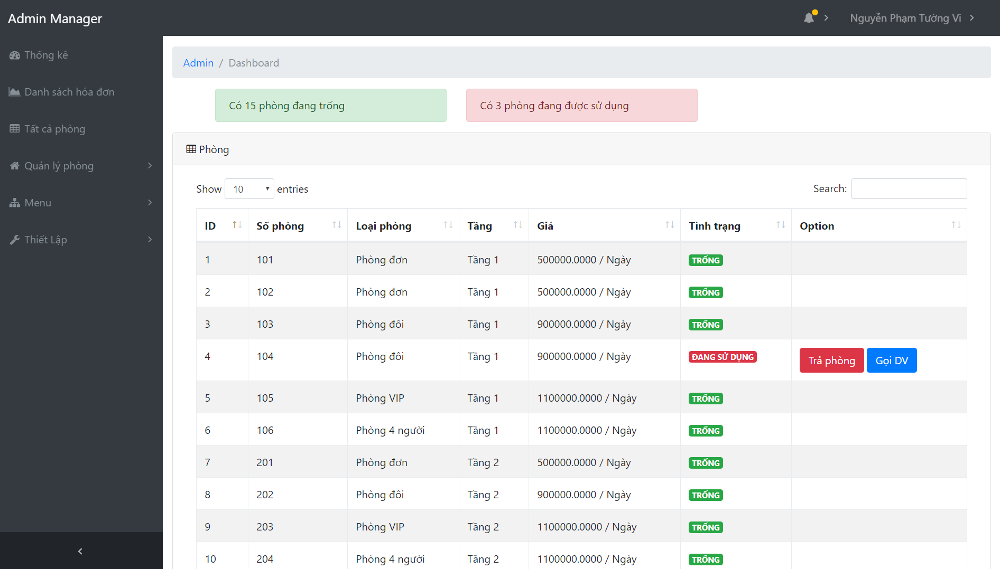 Admin Manager
Nguyễn Phạm Tường Vi
Thống kê
Danh sách hóa đơn
Tất cả phòng
Quản lý phòng
Menu
Thiết Lập
Admin / Dashboard
Có 15 phòng đang trống
Có 3 phòng đang được sử dụng
Phòng
Show 10 entries
Search:
ID Số phòng Loại phòng Tầng Giá Tình trạng Option
1 101 Phòng đơn Tầng 1 500000.0000 / Ngày TRỐNG
2 102 Phòng đơn Tầng 1 500000.0000 / Ngày TRỐNG
3 103 Phòng đôi Tầng 1 900000.0000 / Ngày TRỐNG
4 104 Phòng đôi Tầng 1 900000.0000 / Ngày ĐANG SỬ DỤNG Trả phòng Gọi DV
5 105 Phòng VIP Tầng 1 1100000.0000 / Ngày TRỐNG
6 106 Phòng 4 người Tầng 1 1100000.0000 / Ngày TRỐNG
7 201 Phòng đơn Tầng 2 500000.0000 / Ngày TRỐNG
8 202 Phòng đôi Tầng 2 900000.0000 / Ngày TRỐNG
9 203 Phòng VIP Tầng 2 1100000.0000 / Ngày TRỐNG
10 204 Phòng 4 người Tầng 2 1100000.0000 / Ngày TRỐNG